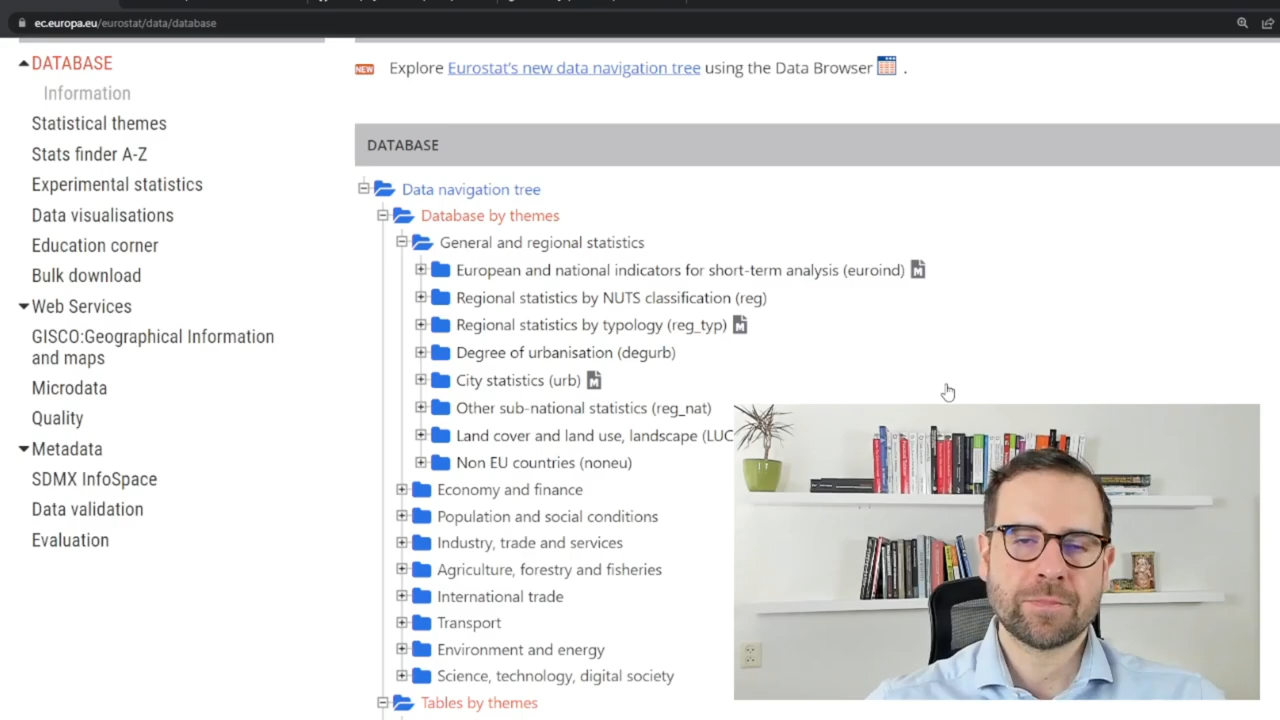 ec.europa.eu/eurostat/data/database
DATABASE
Information
Statistical themes
Stats finder A-Z
Experimental statistics
Data visualisations
Education corner
Bulk download
Web Services
GISCO:Geographical Information
and maps
Microdata
Quality
Metadata
SDMX InfoSpace
Data validation
Evaluation
NEW Explore Eurostat's new data navigation tree using the Data Browser .
DATABASE
Data navigation tree
Database by themes
General and regional statistics
European and national indicators for short-term analysis (euroind) M
Regional statistics by NUTS classification (reg)
Regional statistics by typology (reg_typ) M
Degree of urbanisation (degurb)
City statistics (urb) M
Other sub-national statistics (reg_nat)
Land cover and land use, landscape (LUC
Non EU countries (noneu)
Economy and finance
Population and social conditions
Industry, trade and services
Agriculture, forestry and fisheries
International trade
Transport
Environment and energy
Science, technology, digital society
Tables by themes